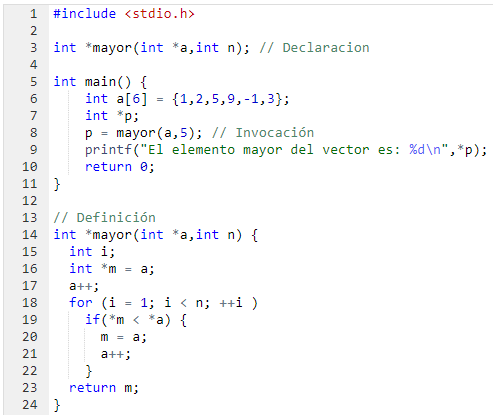 1 #include <stdio.h>
2
3 int *mayor(int *a,int n); // Declaracion
4
5 int main() {
6     int a[6] = {1,2,5,9,-1,3};
7     int *p;
8     p = mayor(a,5); // Invocación
9     printf("El elemento mayor del vector es: %d\n",*p);
10     return 0;
11 }
12
13 // Definición
14 int *mayor(int *a,int n) {
15   int i;
16   int *m = a;
17   a++;
18   for (i = 1; i < n; ++i )
19     if(*m < *a) {
20       m = a;
21       a++;
22     }
23   return m;
24 }